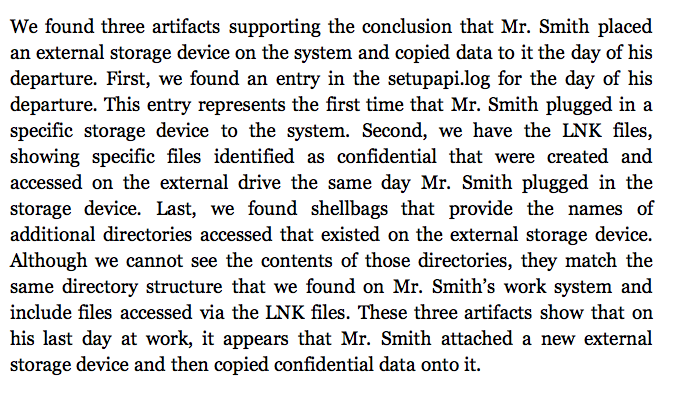 We found three artifacts supporting the conclusion that Mr. Smith placed
an external storage device on the system and copied data to it the day of his
departure. First, we found an entry in the setupapi.log for the day of his
departure. This entry represents the first time that Mr. Smith plugged in a
specific storage device to the system. Second, we have the LNK files,
showing specific files identified as confidential that were created and
accessed on the external drive the same day Mr. Smith plugged in the
storage device. Last, we found shellbags that provide the names of
additional directories accessed that existed on the external storage device.
Although we cannot see the contents of those directories, they match the
same directory structure that we found on Mr. Smith’s work system and
include files accessed via the LNK files. These three artifacts show that on
his last day at work, it appears that Mr. Smith attached a new external
storage device and then copied confidential data onto it.